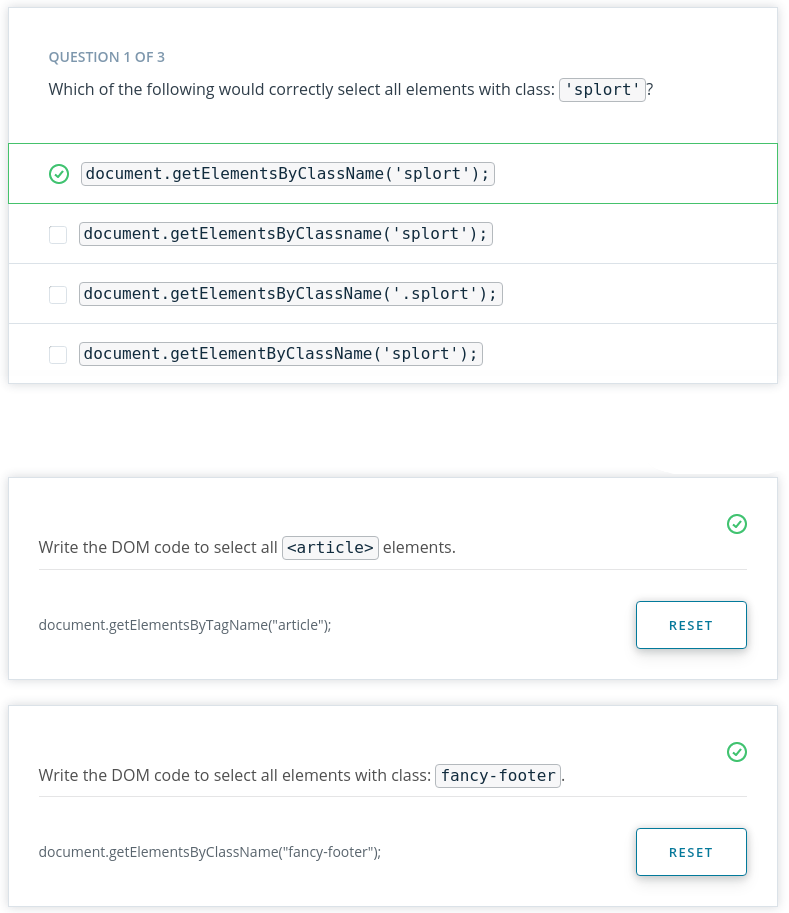 QUESTION 1 OF 3
Which of the following would correctly select all elements with class: 'splort'?
document.getElementsByClassName('splort');
document.getElementsByClassname('splort');
document.getElementsByClassName('.splort');
document.getElementByClassName('splort');
Write the DOM code to select all <article> elements.
document.getElementsByTagName("article");
RESET
Write the DOM code to select all elements with class: fancy-footer.
document.getElementsByClassName("fancy-footer");
RESET